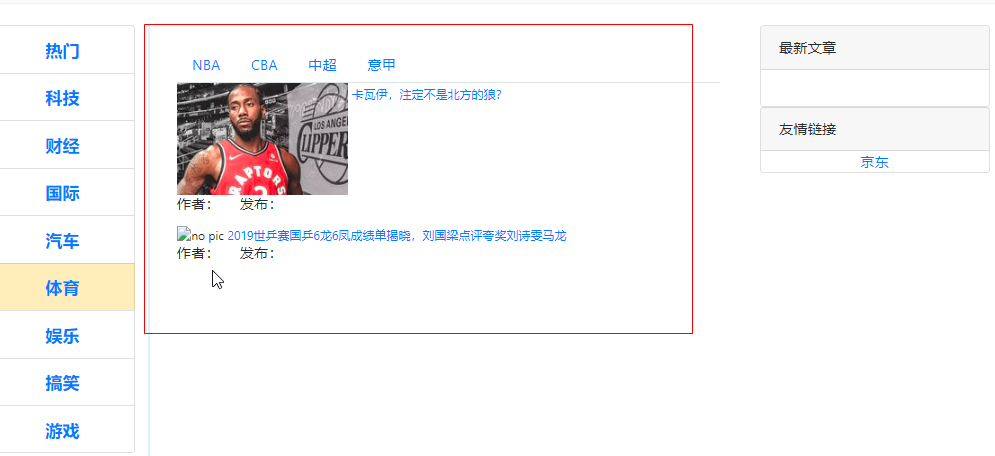 热门
科技
财经
国际
汽车
体育
娱乐
搞笑
游戏
NBA CBA 中超 意甲
LOS ANGEL
CLIPPER
RAPTORS
2
卡瓦伊，注定不是北方的狼？
作者： 发布：
no pic 2019世乒赛国乒6龙6凤成绩单揭晓，刘国梁点评夸奖刘诗雯马龙
作者： 发布：
最新文章
友情链接
京东